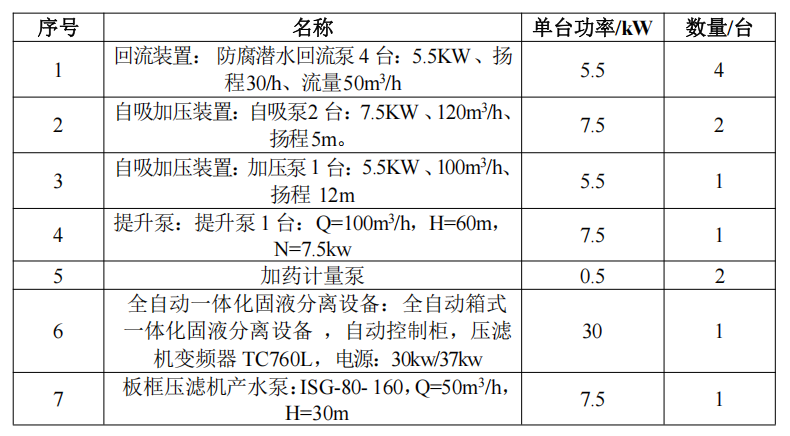 序号 名称 单台功率/kW 数量/台
1 回流装置： 防腐潜水回流泵 4 台：5.5KW 、扬 5.5 4
程30/h、流量50m³/h
2 自吸加压装置：自吸泵2 台：7.5KW 、120m³/h、 7.5 2
扬程5m。
3 自吸加压装置：加压泵 1 台：5.5KW 、100m³/h、 5.5 1
扬程 12m
4 提升泵：提升泵 1 台：Q=100m³/h，H=60m， 7.5 1
N=7.5kw
5 加药计量泵 0.5 2
6 全自动一体化固液分离设备：全自动箱式 30 1
一体化固液分离设备 ，自动控制柜，压滤
机变频器 TC760L，电源：30kw/37kw
7 板框压滤机产水泵：ISG-80- 160，Q=50m³/h， 7.5 1
H=30m